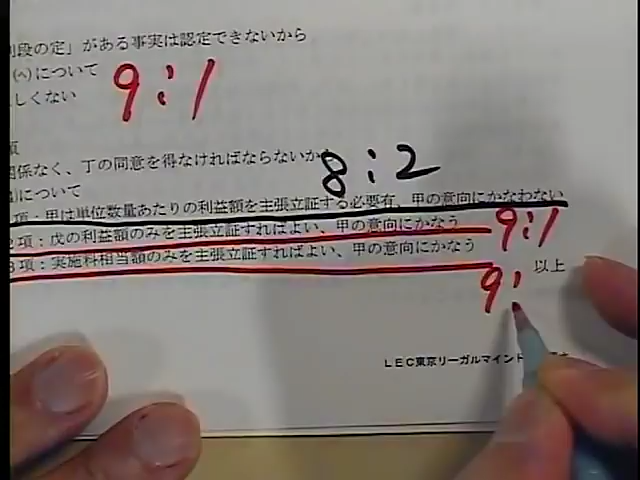 段の定」がある事実は認定できないから
(へ)について
しくない
9:1
項
関係なく、丁の同意を得なければならないか
8:2
)について
項：甲は単位数量あたりの利益額を主張立証する必要有、甲の意向にかなわない
2項：戊の利益額のみを主張立証すればよい、甲の意向にかなう
9:1
3項：実施料相当額のみを主張立証すればよい、甲の意向にかなう
以上
9:
LEC東京リーガルマインド